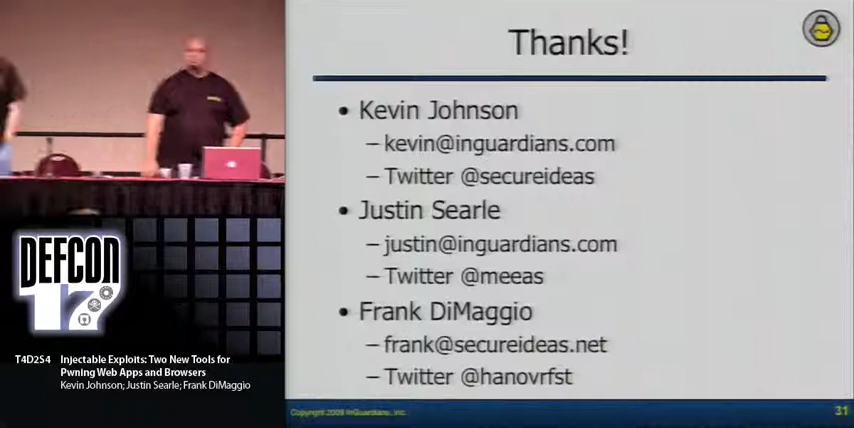 Thanks!
• Kevin Johnson
– kevin@inguardians.com
– Twitter @secureideas
• Justin Searle
– justin@inguardians.com
– Twitter @meeas
• Frank DiMaggio
– frank@secureideas.net
– Twitter @hanovrfst
Copyright 2009 InGuardians, Inc.
31
DEFCON
17
T4D2S4 Injectable Exploits: Two New Tools for
Pwning Web Apps and Browsers
Kevin Johnson; Justin Searle; Frank DiMaggio